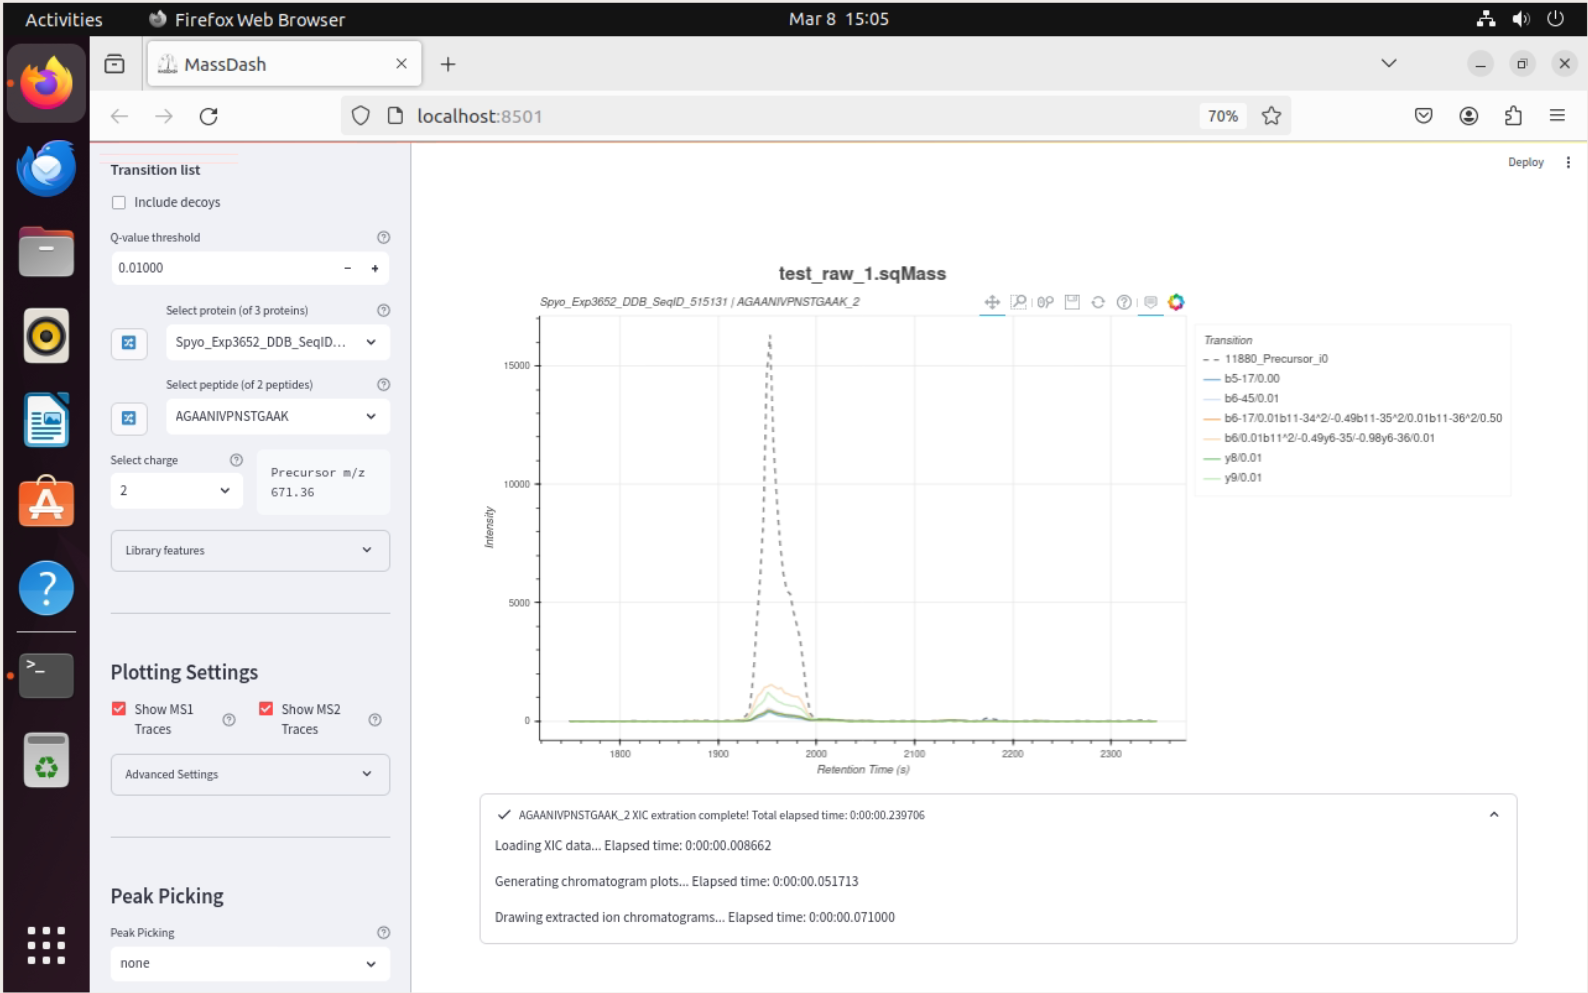 Activities
Firefox Web Browser
Mar 8 15:05
MassDash
localhost:8501
70%
Deploy
Transition list
Include decoys
Q-value threshold
0.01000
Select protein (of 3 proteins)
Spyo_Exp3652_DDB_SeqID...
Select peptide (of 2 peptides)
AGAANIVPNSTGAAK
Select charge
2
Precursor m/z
671.36
Library features
Plotting Settings
Show MS1
Traces
Show MS2
Traces
Advanced Settings
Peak Picking
Peak Picking
none
test_raw_1.sqMass
Spyo_Exp3652_DDB_SeqID_515131 | AGAANIVPNSTGAAK_2
Intensity
15000
10000
5000
0
1800 1900 2000 2100 2200 2300
Retention Time (s)
Transition
11880_Precursor_i0
b5-17/0.00
b6-45/0.01
b6-17/0.01b11-34^2/-0.49b11-35^2/0.01b11-36^2/0.50
b6/0.01b11^2/-0.49y6-35/-0.98y6-36/0.01
y8/0.01
y9/0.01
AGAANIVPNSTGAAK_2 XIC extration complete! Total elapsed time: 0:00:00.239706
Loading XIC data... Elapsed time: 0:00:00.008662
Generating chromatogram plots... Elapsed time: 0:00:00.051713
Drawing extracted ion chromatograms... Elapsed time: 0:00:00.071000